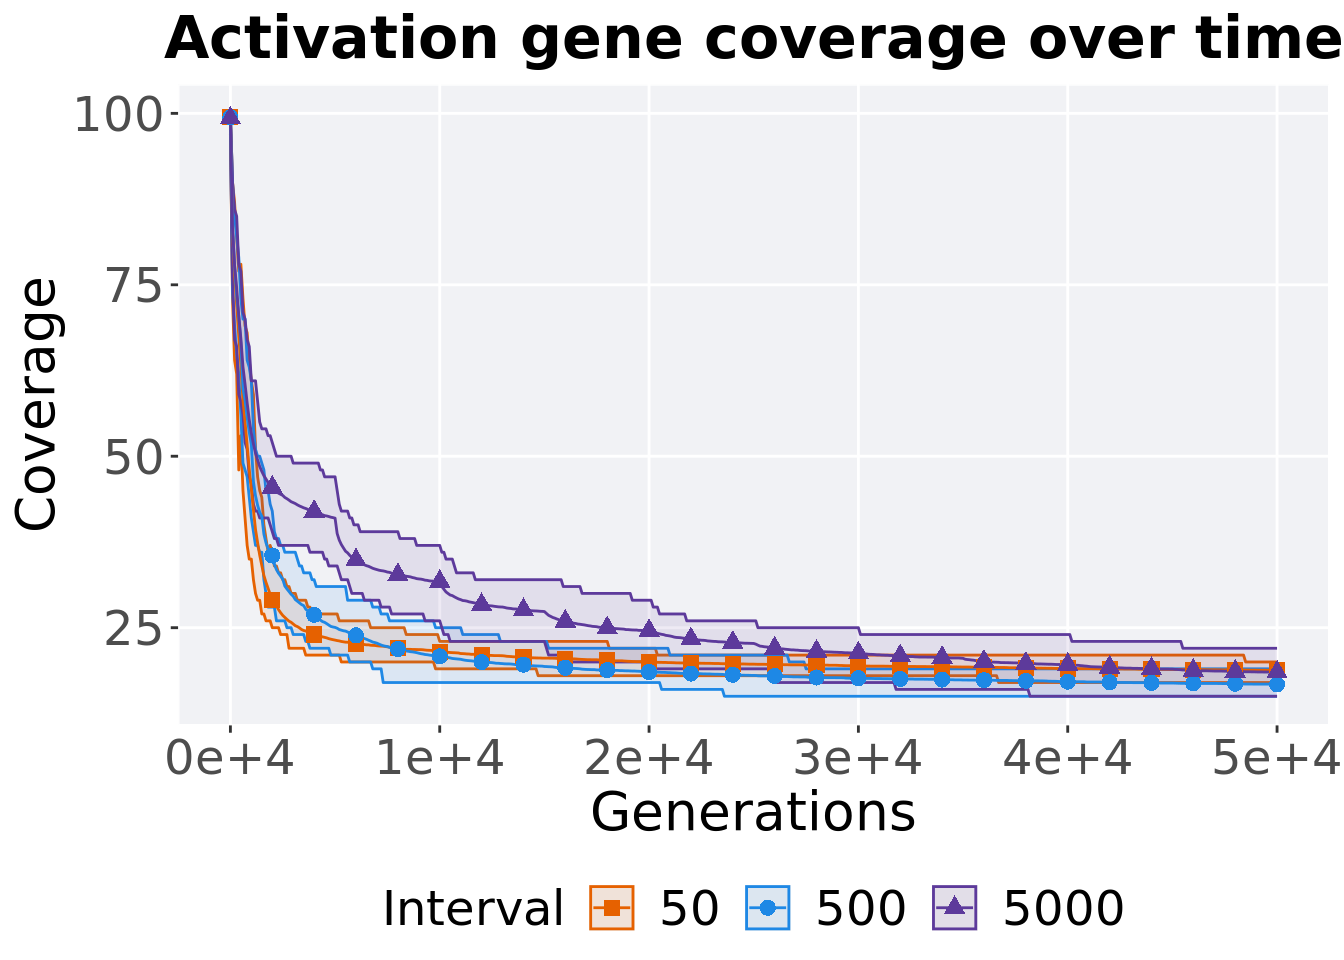 Activation gene coverage over time
100
75
50
25
Coverage
0e+4 1e+4 2e+4 3e+4 4e+4 5e+4
Generations
Interval 50 500 5000